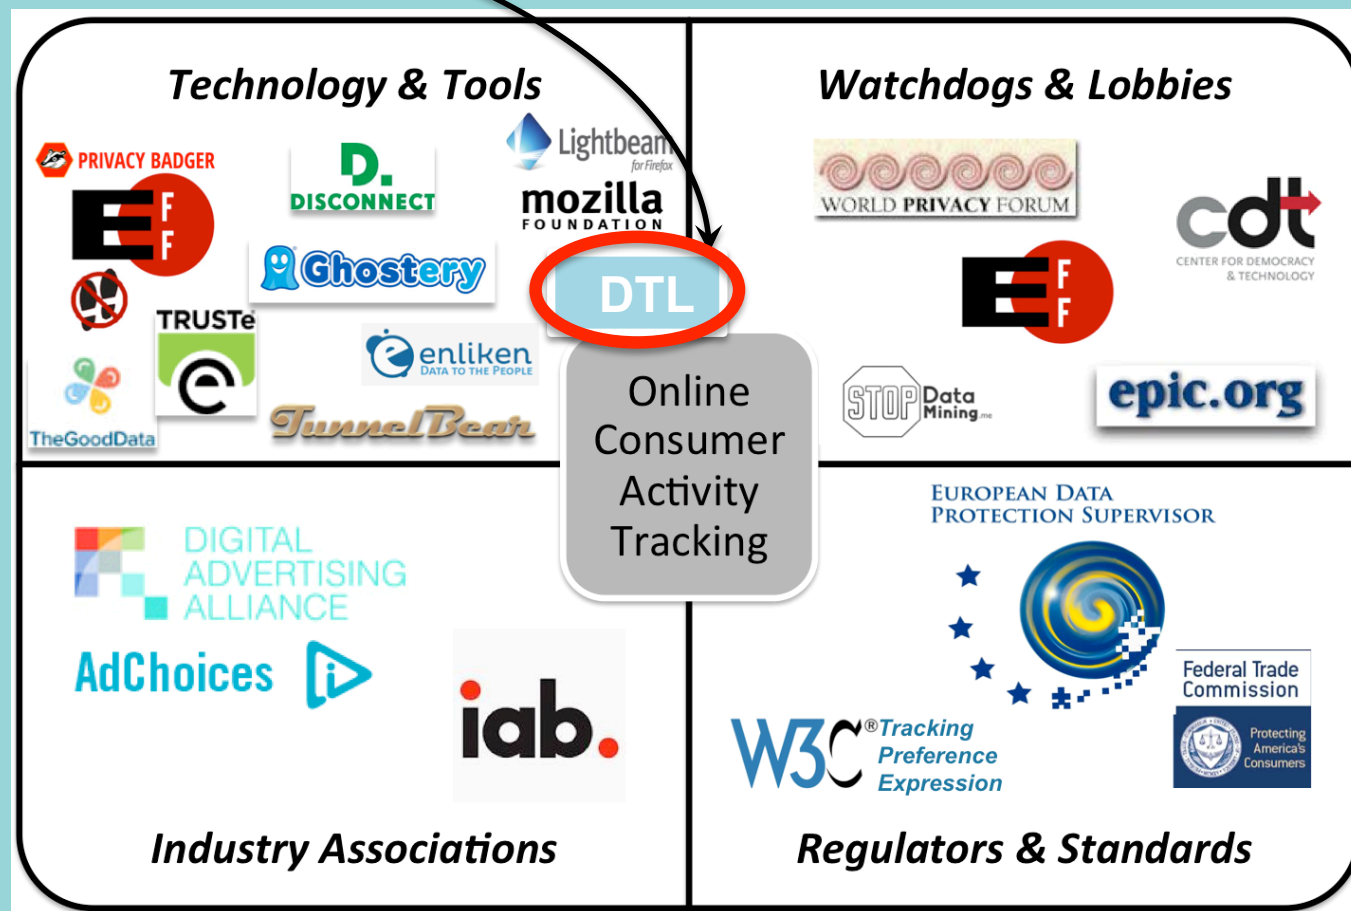 Technology & Tools
PRIVACY BADGER
E
F
F
D.
DISCONNECT
Lightbeam
for Firefox
mozilla
FOUNDATION
Ghostery
TRUSTe
e
enliken
DATA TO THE PEOPLE
TheGoodData
TunnelBear
DTL
Watchdogs & Lobbies
WORLD PRIVACY FORUM
cdt
CENTER FOR DEMOCRACY
& TECHNOLOGY
E
F
F
STOP Data
Mining.me
epic.org
Online
Consumer
Activity
Tracking
DIGITAL
ADVERTISING
ALLIANCE
AdChoices
iab.
Industry Associations
EUROPEAN DATA
PROTECTION SUPERVISOR
W3C® Tracking
Preference
Expression
Federal Trade
Commission
Protecting
America's
Consumers
Regulators & Standards